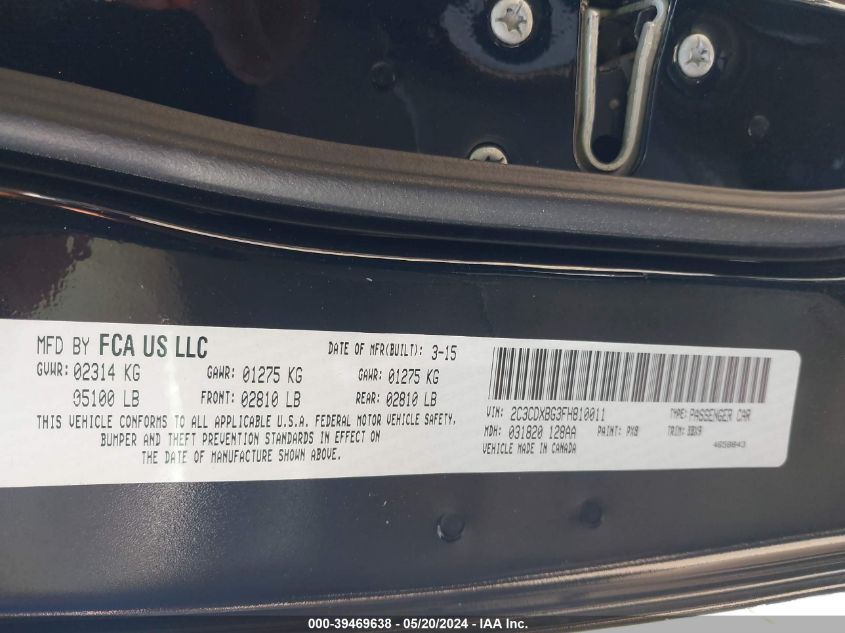 MFD BY FCA US LLC
DATE OF MFR(BUILT): 3-15
GVWR: 02314 KG GAWR: 01275 KG GAWR: 01275 KG
05100 LB FRONT: 02810 LB REAR: 02810 LB
THIS VEHICLE CONFORMS TO ALL APPLICABLE U.S.A. FEDERAL MOTOR VEHICLE SAFETY,
BUMPER AND THEFT PREVENTION STANDARDS IN EFFECT ON
THE DATE OF MANUFACTURE SHOWN ABOVE.
VIN: 2C3CDXBG3FH810011 TYPE: PASSENGER CAR
MDH: 031820 128AA PAINT: PX8 TRIM:
VEHICLE MADE IN CANADA 4658843
000-39469638 - 05/20/2024 - IAA Inc.